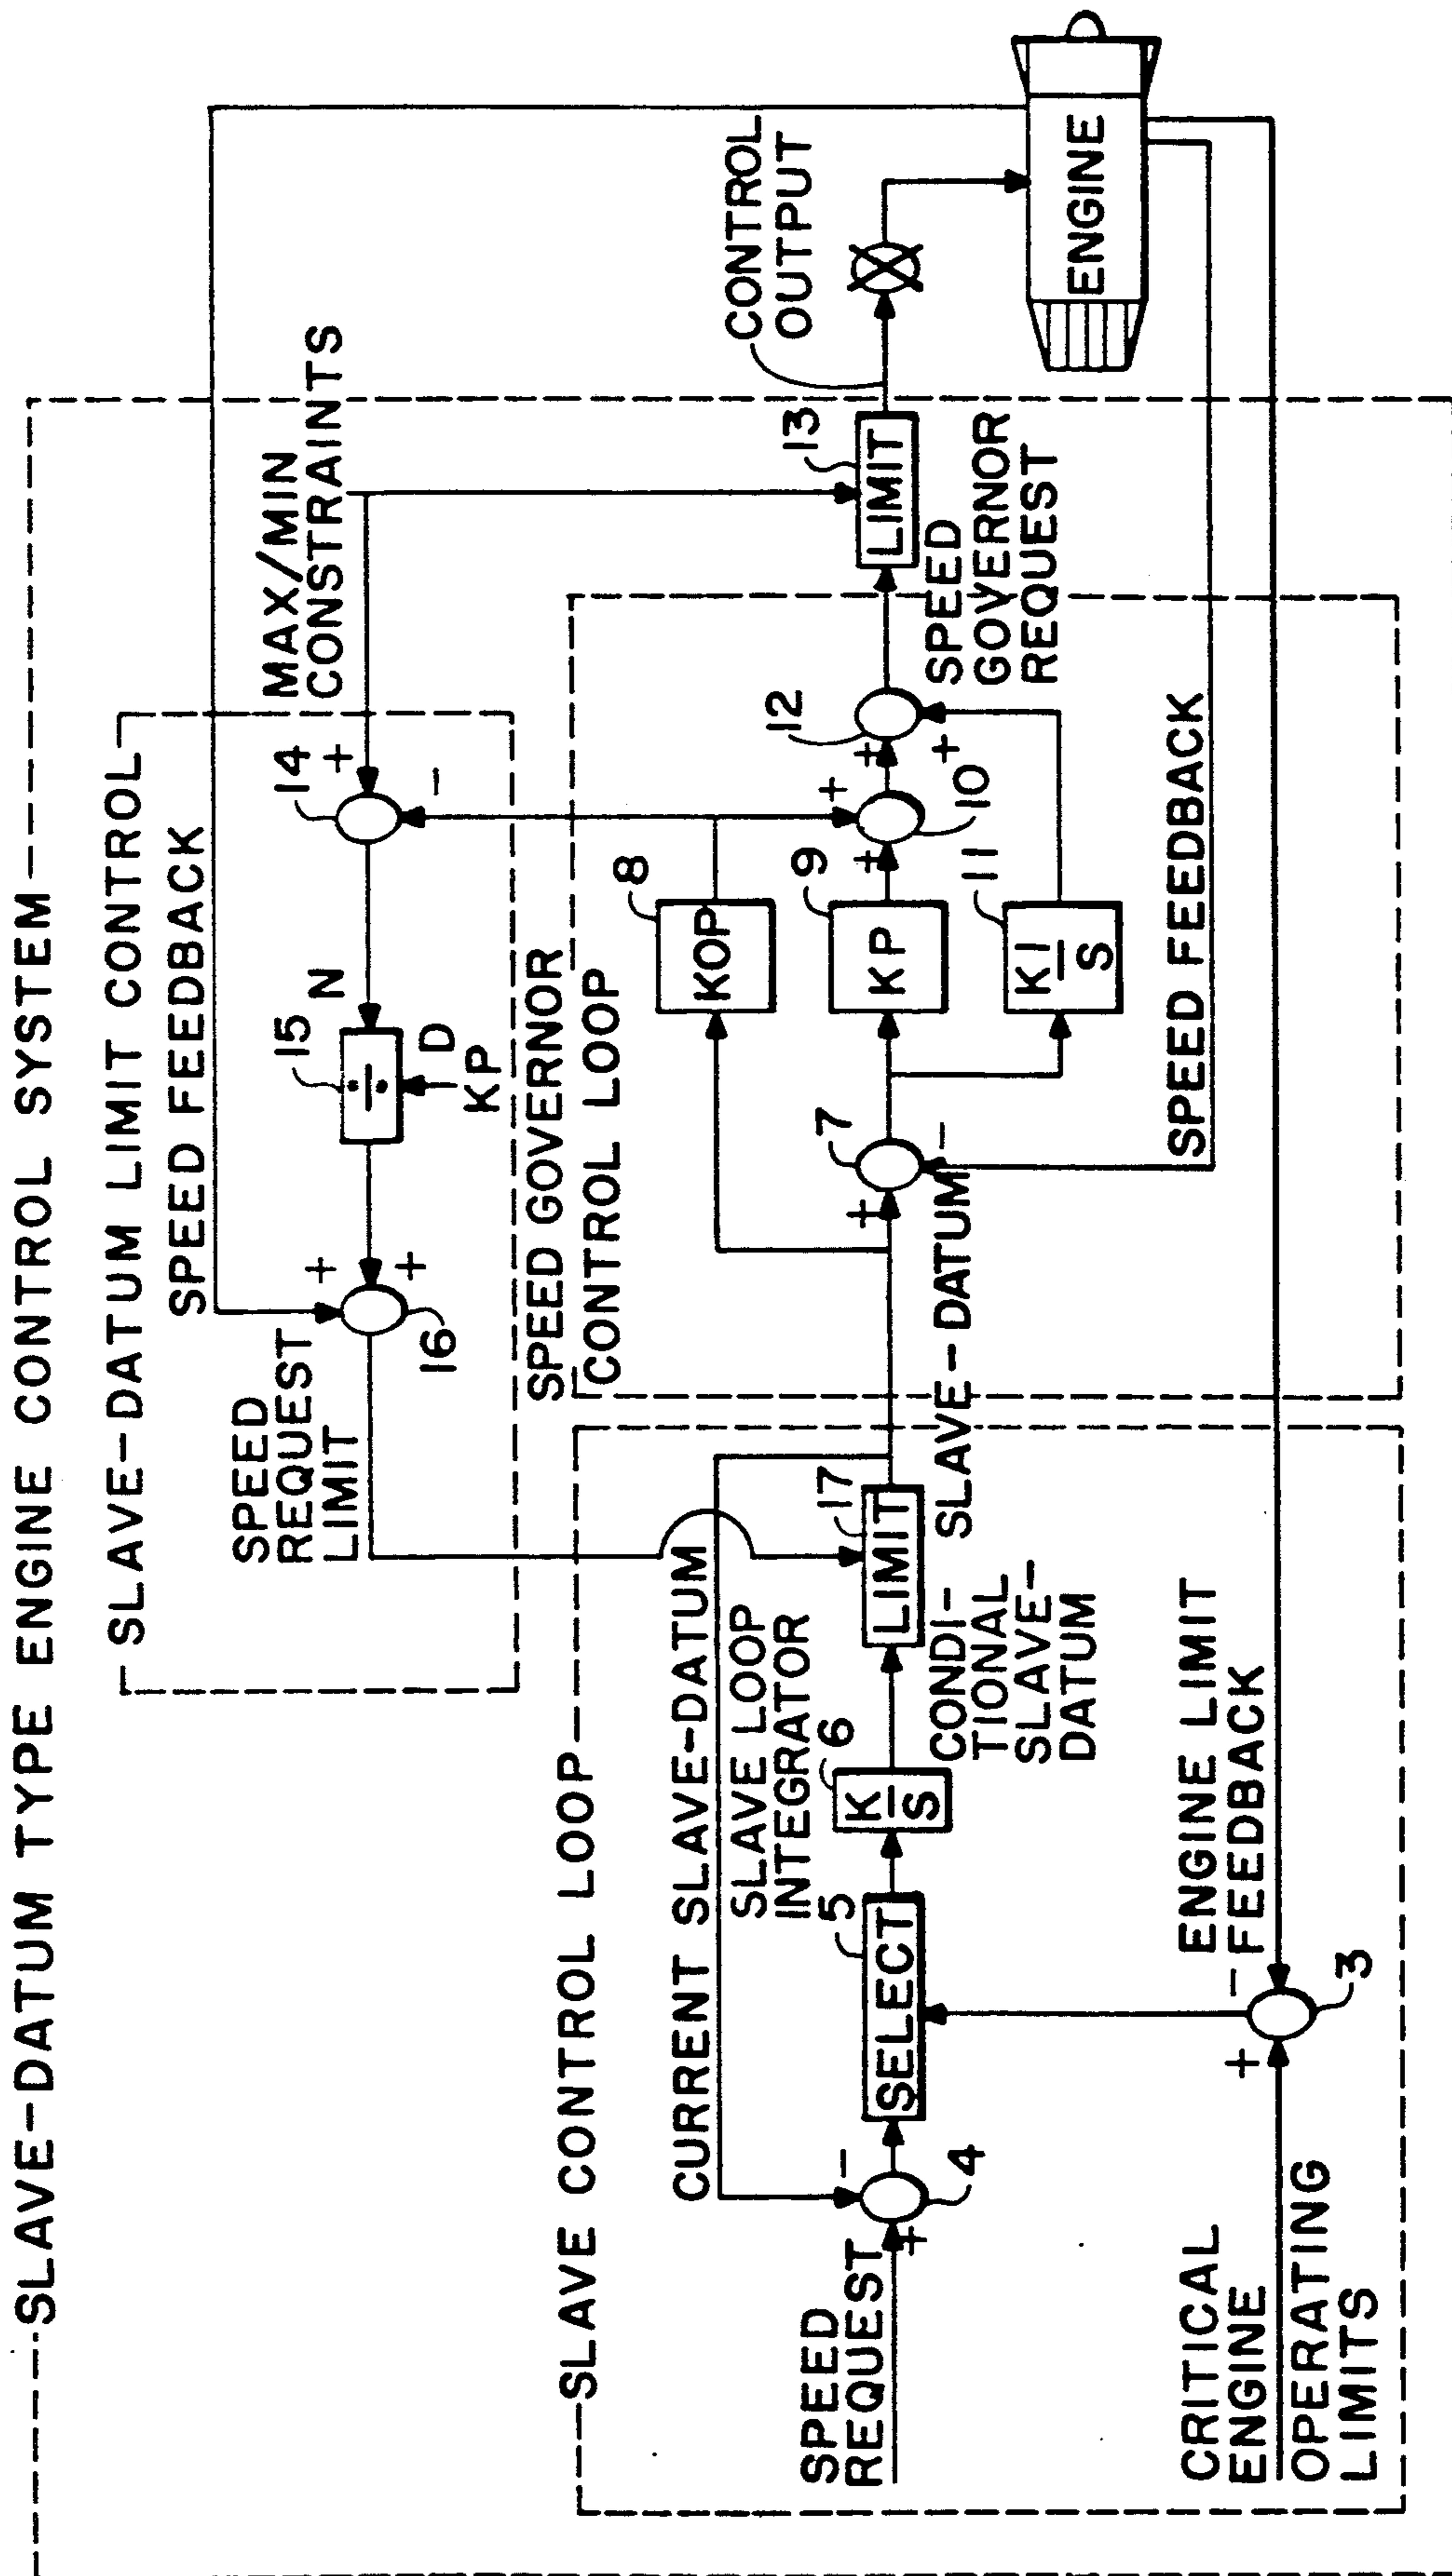 SLAVE-DATUM TYPE ENGINE CONTROL SYSTEM
SLAVE-DATUM LIMIT CONTROL
SPEED FEEDBACK
SPEED
REQUEST
LIMIT
16
+
+
15
÷
N
D
KP
14
+
-
MAX/MIN
CONSTRAINTS
SLAVE CONTROL LOOP
CURRENT SLAVE-DATUM
SLAVE LOOP
INTEGRATOR
SPEED
REQUEST
+
-
4
5
SELECT
6
K
S
CONDI-
TIONAL
SLAVE-
DATUM
17
LIMIT
SLAVE-DATUM
CRITICAL
ENGINE
OPERATING
LIMITS
+
-
3
ENGINE LIMIT
FEEDBACK
SPEED GOVERNOR
CONTROL LOOP
7
+
-
8
KOP
9
KP
11
KI
S
+
+
10
12
+
+
SPEED
GOVERNOR
REQUEST
SPEED FEEDBACK
13
LIMIT
CONTROL
OUTPUT
ENGINE